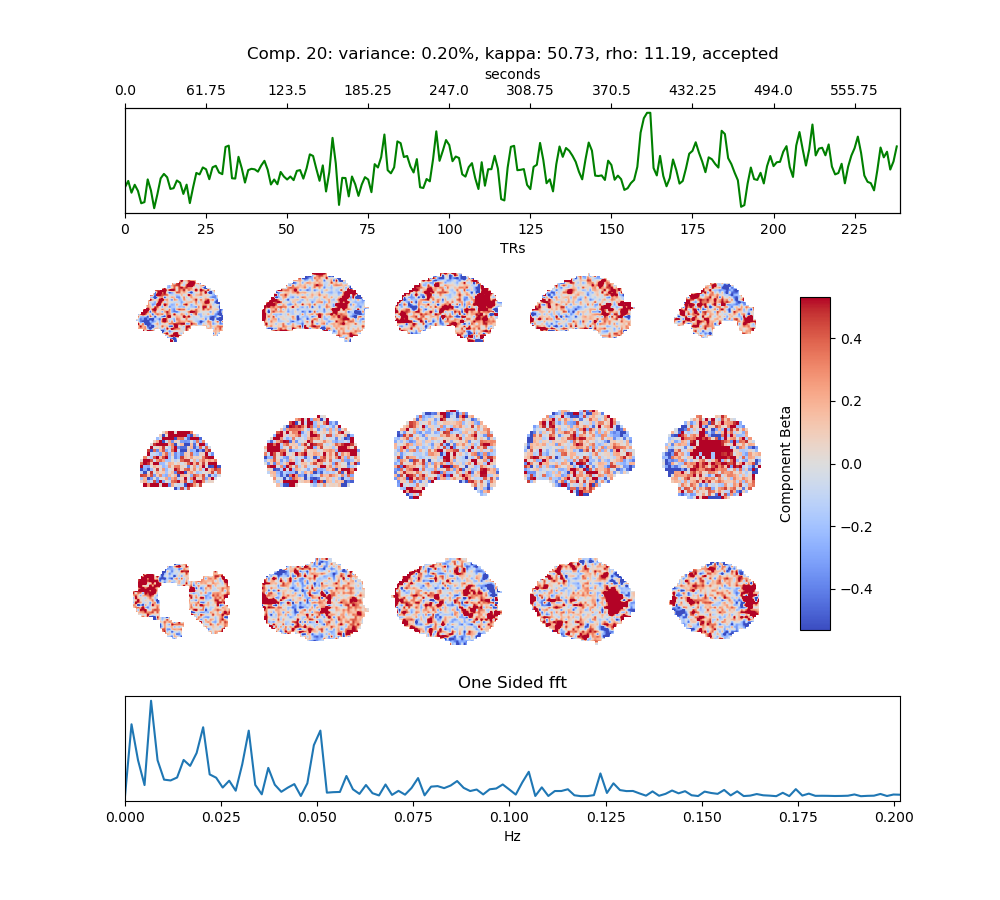 Comp. 20: variance: 0.20%, kappa: 50.73, rho: 11.19, accepted
seconds
0.0 61.75 123.5 185.25 247.0 308.75 370.5 432.25 494.0 555.75
0 25 50 75 100 125 150 175 200 225
TRs
0.4
0.2
0.0
−0.2
−0.4
Component Beta
One Sided fft
0.000 0.025 0.050 0.075 0.100 0.125 0.150 0.175 0.200
Hz